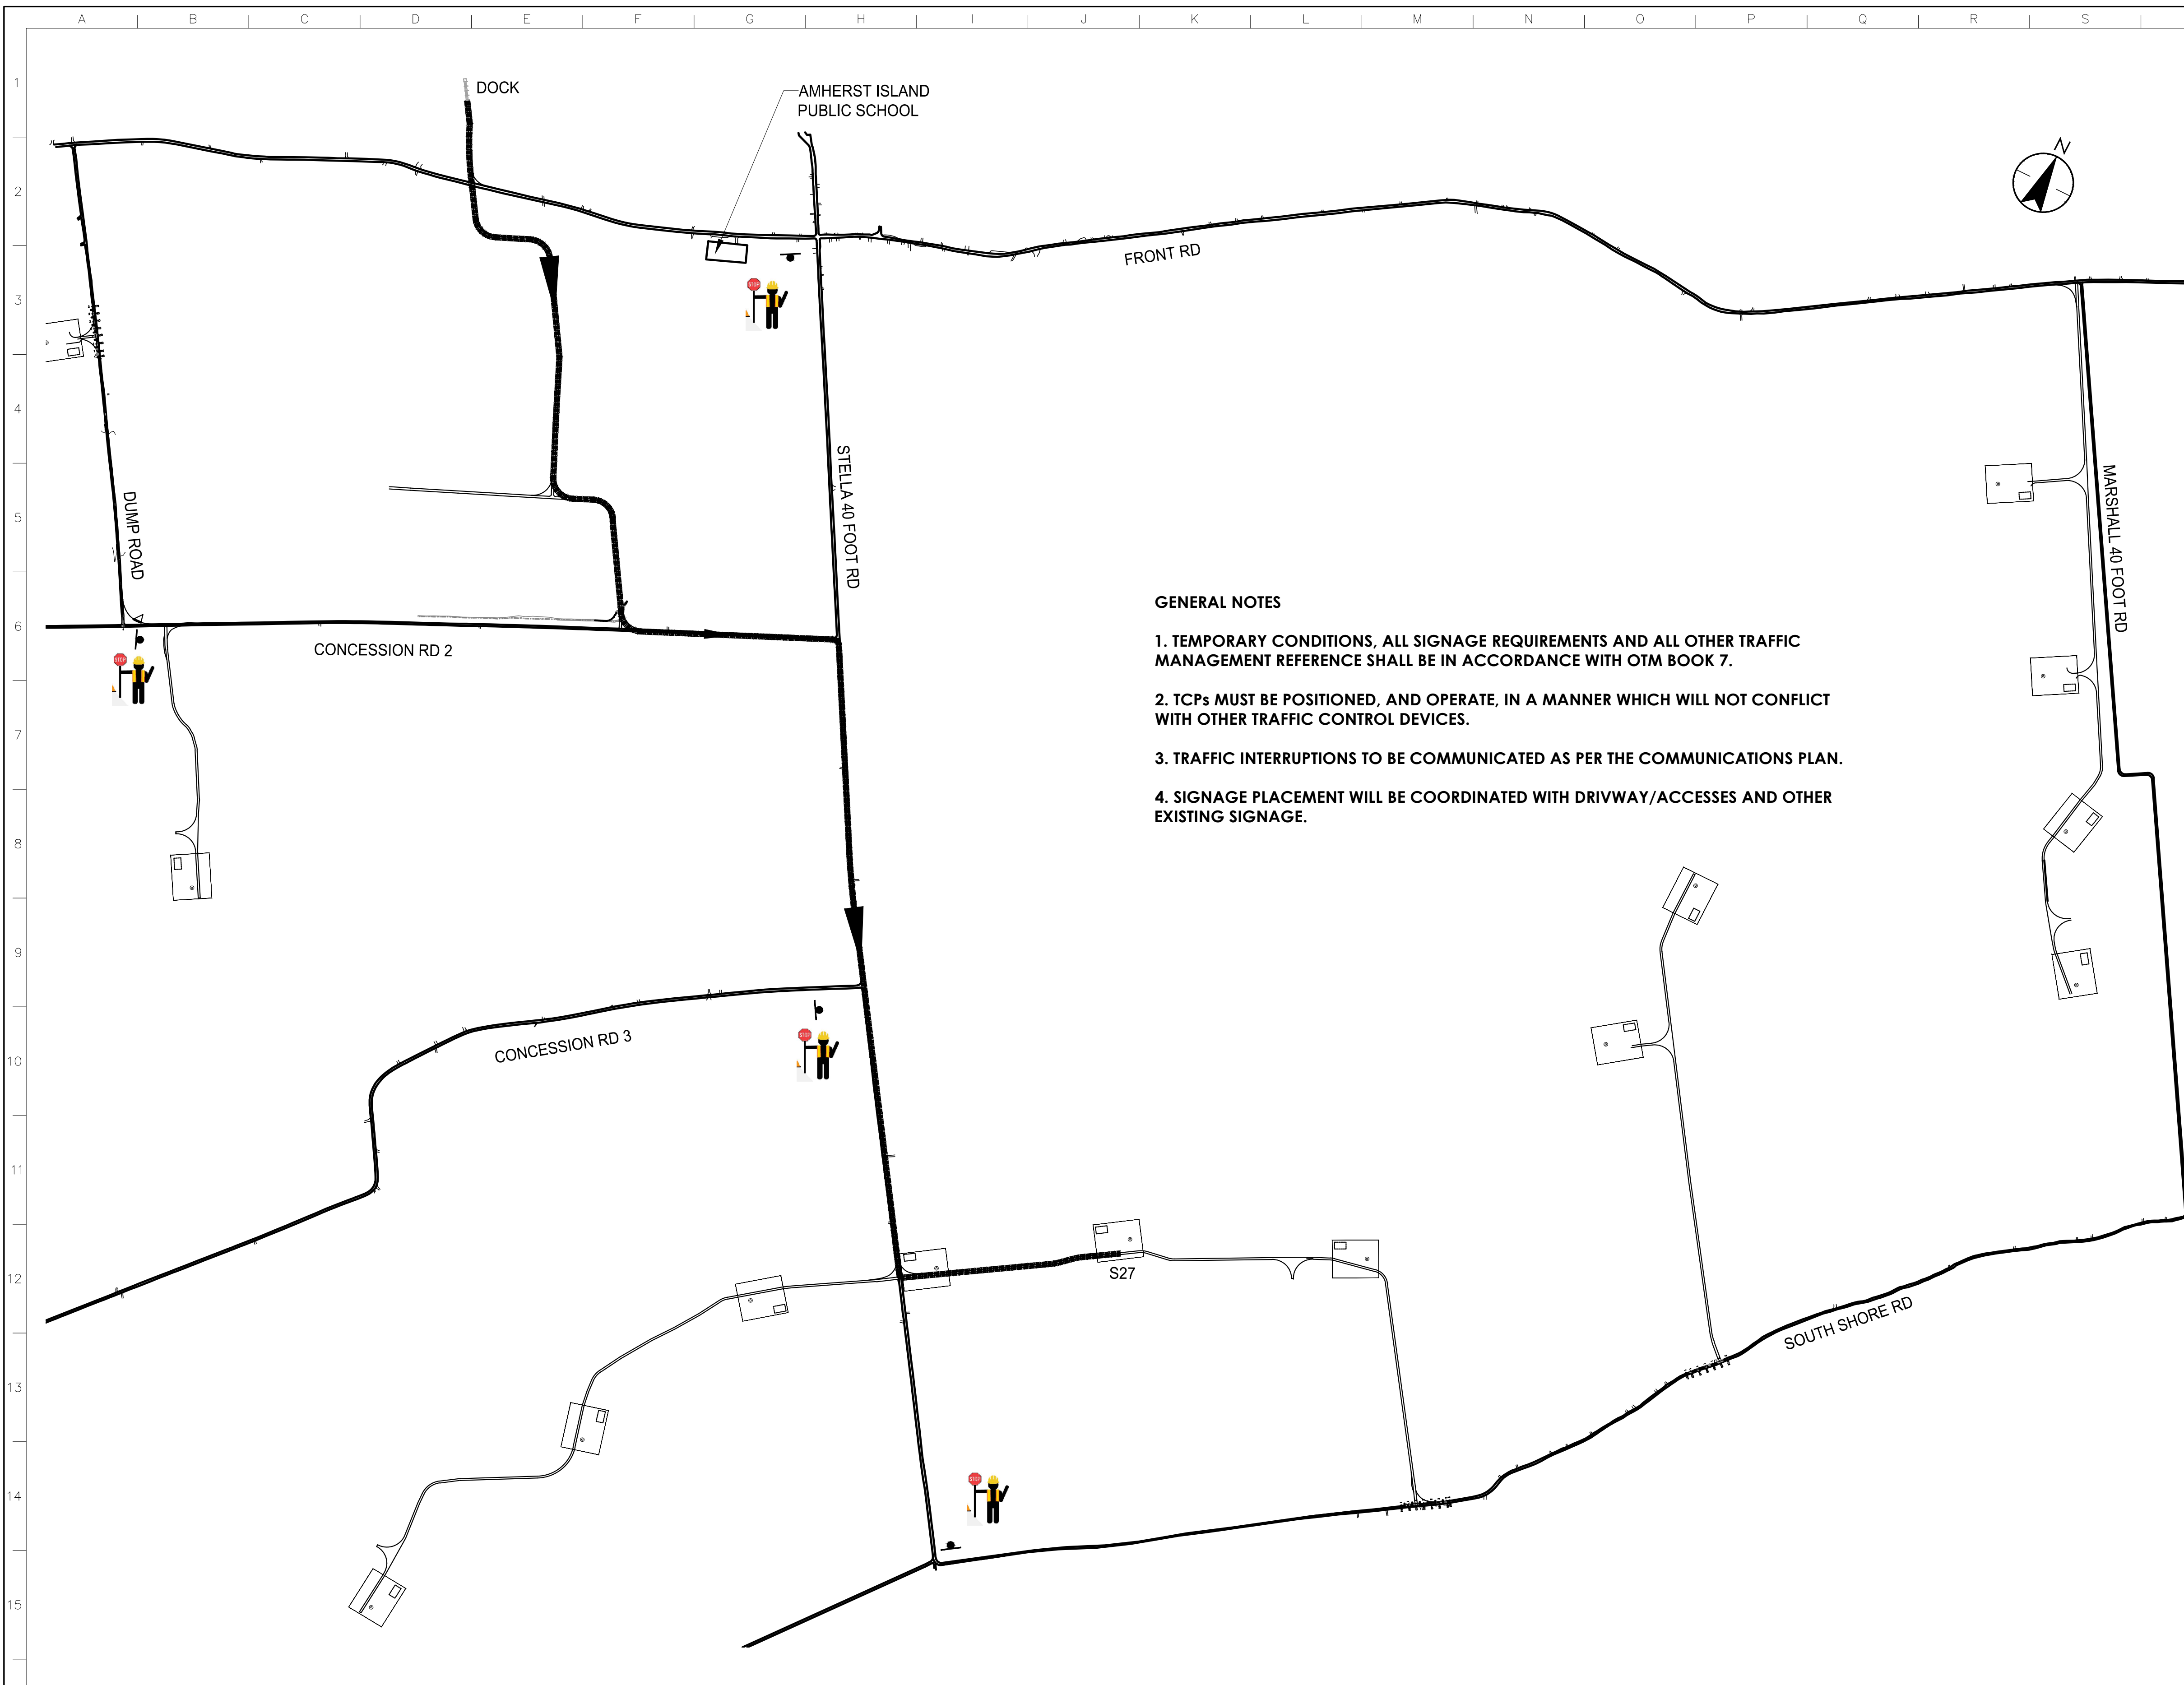 A B C D E F G H I J K L M N O P Q R S
1
2
3
4
5
6
7
8
9
10
11
12
13
14
15
DOCK
AMHERST ISLAND
PUBLIC SCHOOL
N
FRONT RD
STOP
STELLA 40 FOOT RD
MARSHALL 40 FOOT RD
DUMP ROAD
CONCESSION RD 2
STOP
GENERAL NOTES
1. TEMPORARY CONDITIONS, ALL SIGNAGE REQUIREMENTS AND ALL OTHER TRAFFIC
MANAGEMENT REFERENCE SHALL BE IN ACCORDANCE WITH OTM BOOK 7.
2. TCPs MUST BE POSITIONED, AND OPERATE, IN A MANNER WHICH WILL NOT CONFLICT
WITH OTHER TRAFFIC CONTROL DEVICES.
3. TRAFFIC INTERRUPTIONS TO BE COMMUNICATED AS PER THE COMMUNICATIONS PLAN.
4. SIGNAGE PLACEMENT WILL BE COORDINATED WITH DRIVWAY/ACCESSES AND OTHER
EXISTING SIGNAGE.
CONCESSION RD 3
STOP
S27
SOUTH SHORE RD
STOP